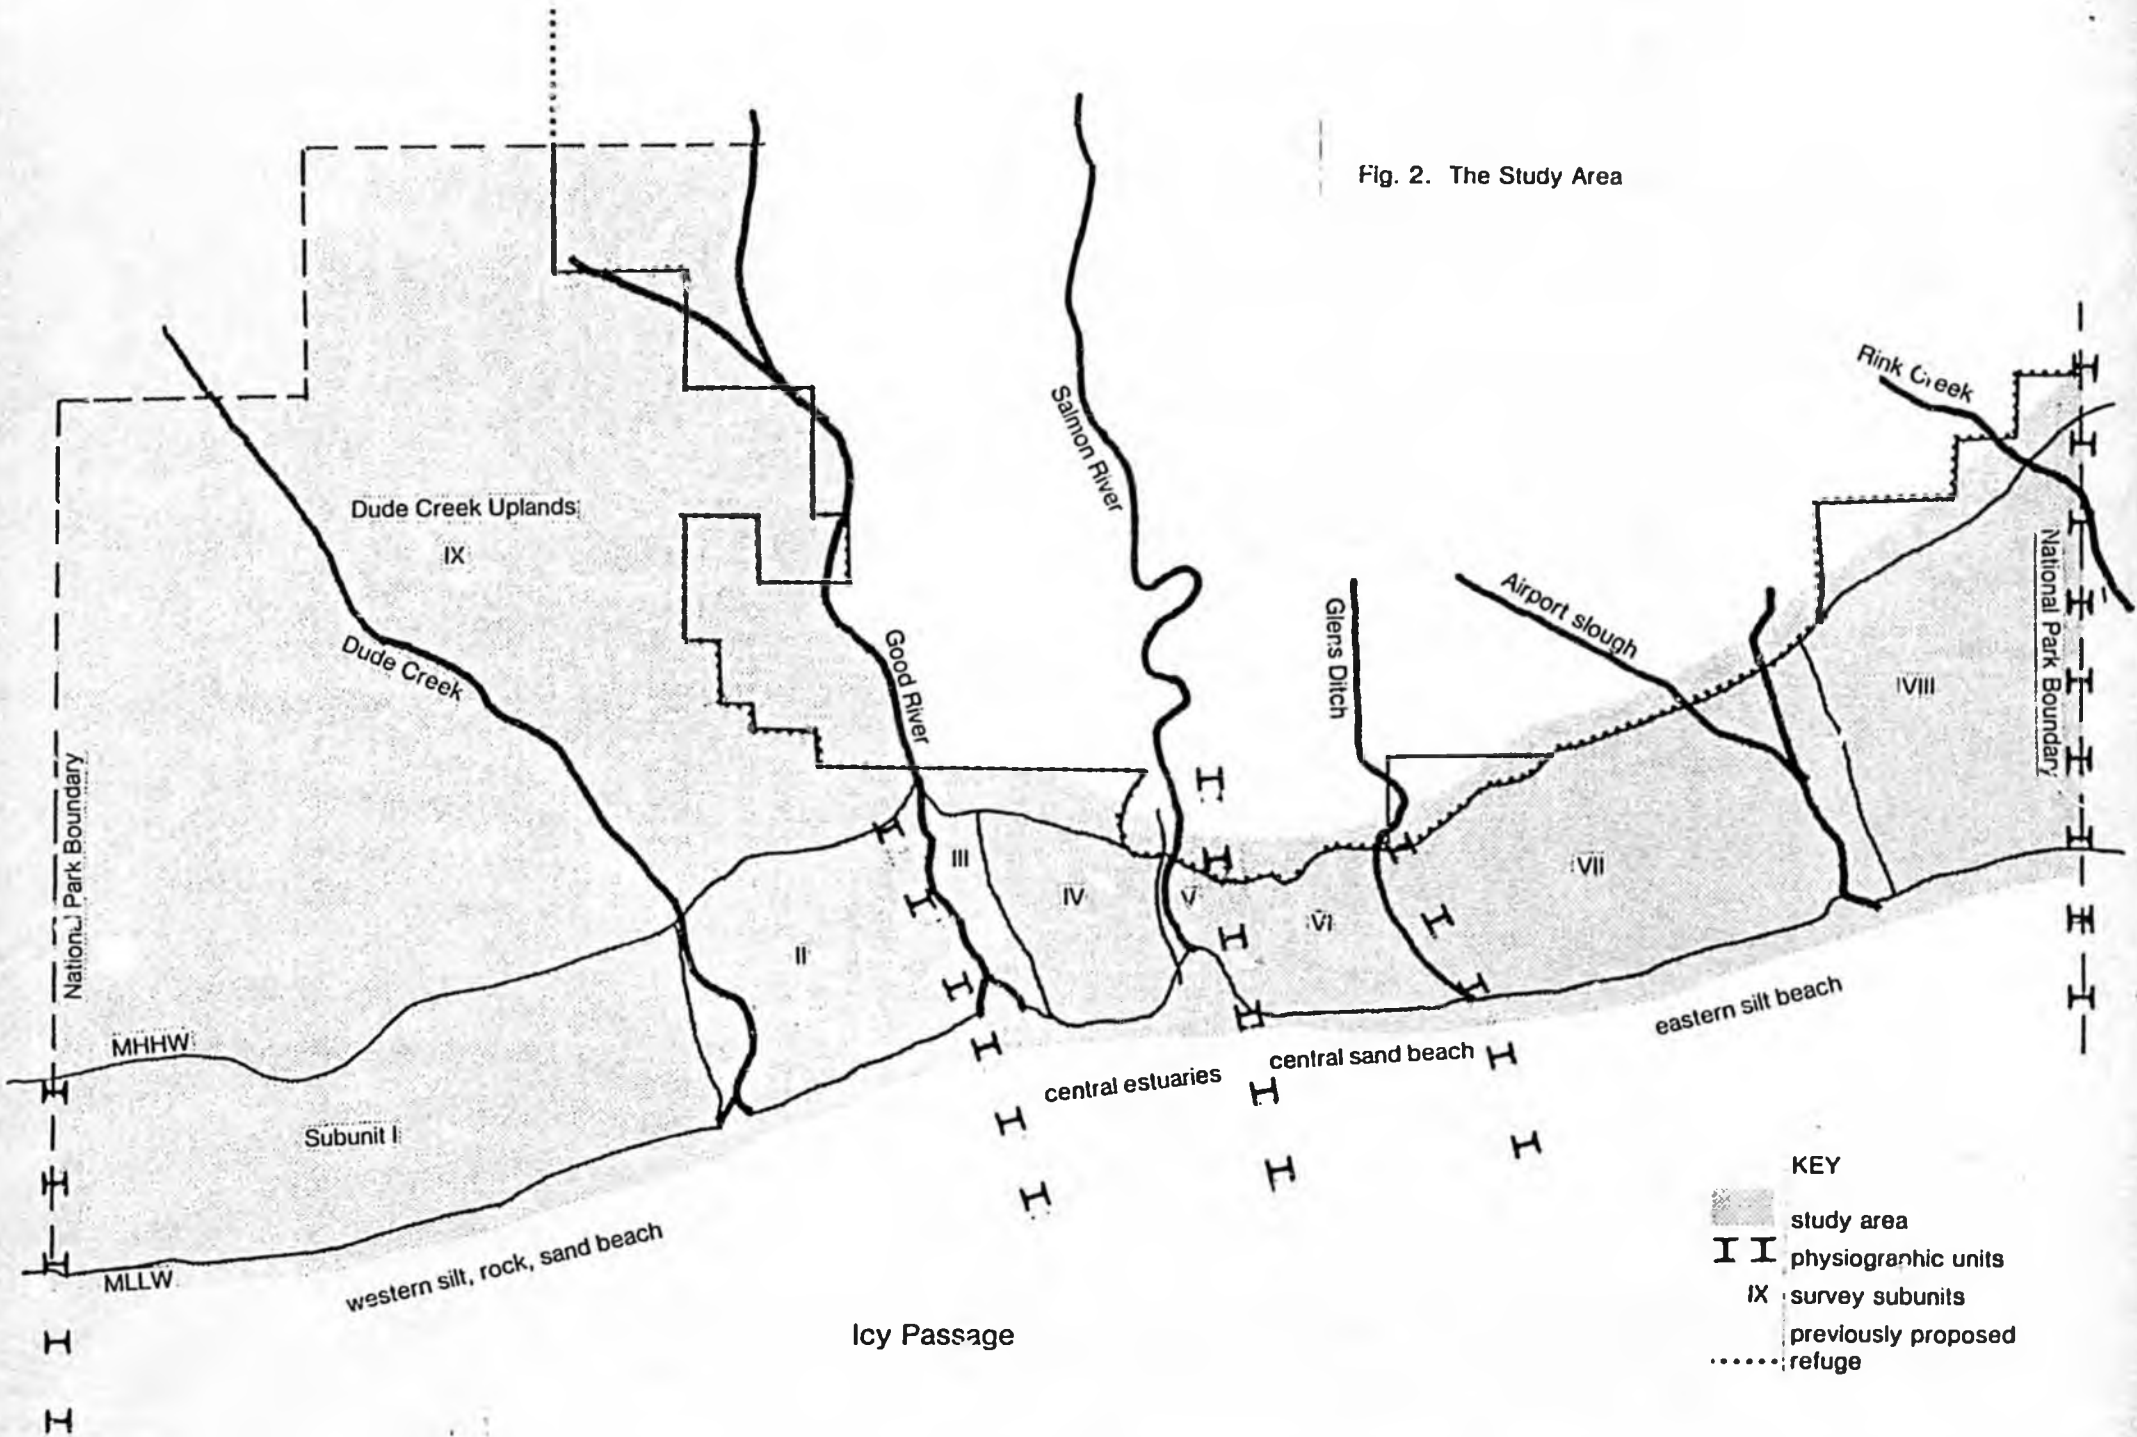 Fig. 2. The Study Area
Rink Creek
Salmon River
Dude Creek Uplands
IX
National Park Boundary
Airport slough
Glens Ditch
Dude Creek
Good River
VIII
National Park Boundary
III
IV
V
VI
VII
II
eastern silt beach
MHHW
central sand beach
central estuaries
Subunit I
KEY
study area
physiographic units
IX survey subunits
previously proposed
refuge
western silt, rock, sand beach
MLLW
Icy Passage